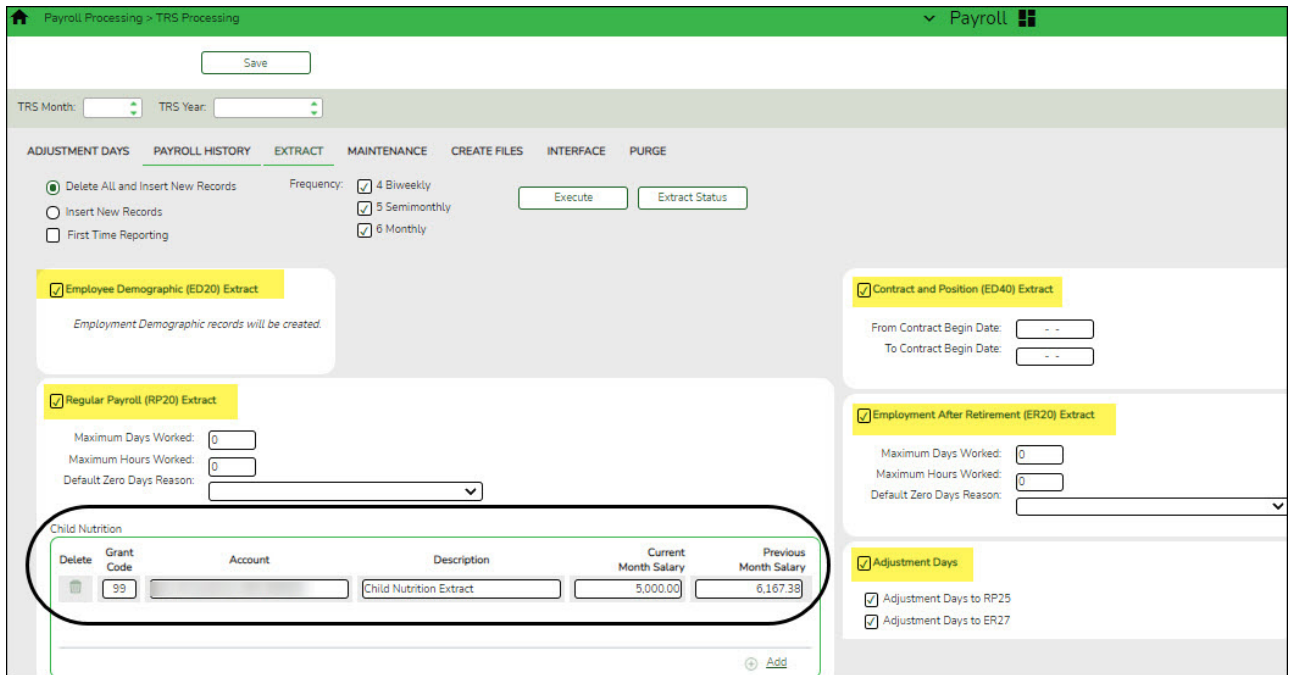 Payroll Processing > TRS Processing
Payroll
Save
TRS Month: TRS Year:
ADJUSTMENT DAYS PAYROLL HISTORY EXTRACT MAINTENANCE CREATE FILES INTERFACE PURGE
Delete All and Insert New Records Frequency: 4 Biweekly Execute Extract Status
Insert New Records 5 Semimonthly
First Time Reporting 6 Monthly
Employee Demographic (ED20) Extract
Employment Demographic records will be created.
Contract and Position (ED40) Extract
From Contract Begin Date: - -
To Contract Begin Date: - -
Regular Payroll (RP20) Extract
Maximum Days Worked: 0
Maximum Hours Worked: 0
Default Zero Days Reason:
Employment After Retirement (ER20) Extract
Maximum Days Worked: 0
Maximum Hours Worked: 0
Default Zero Days Reason:
Child Nutrition
Delete Grant Code Account Description Current Month Salary Previous Month Salary
99 Child Nutrition Extract 5,000.00 6,167.38
Add
Adjustment Days
Adjustment Days to RP25
Adjustment Days to ER27